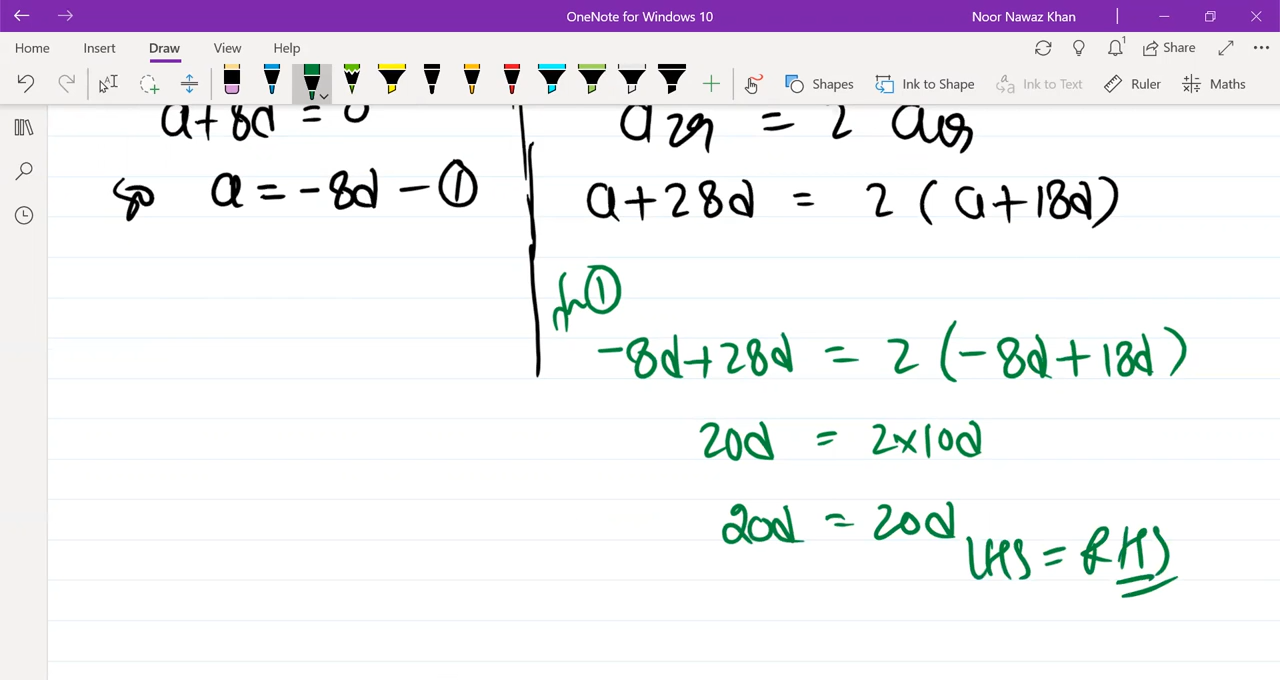 OneNote for Windows 10
Noor Nawaz Khan
Home Insert Draw View Help
1
Share
Shapes Ink to Shape Ink to Text Ruler Maths
a+8d = 0
a29 = 2 a19
so a = -8d - ①
a+28d = 2 (a+18d)
①
-8d+28d = 2 (-8d+18d)
20d = 2×10d
20d = 20d
LHS = RHS